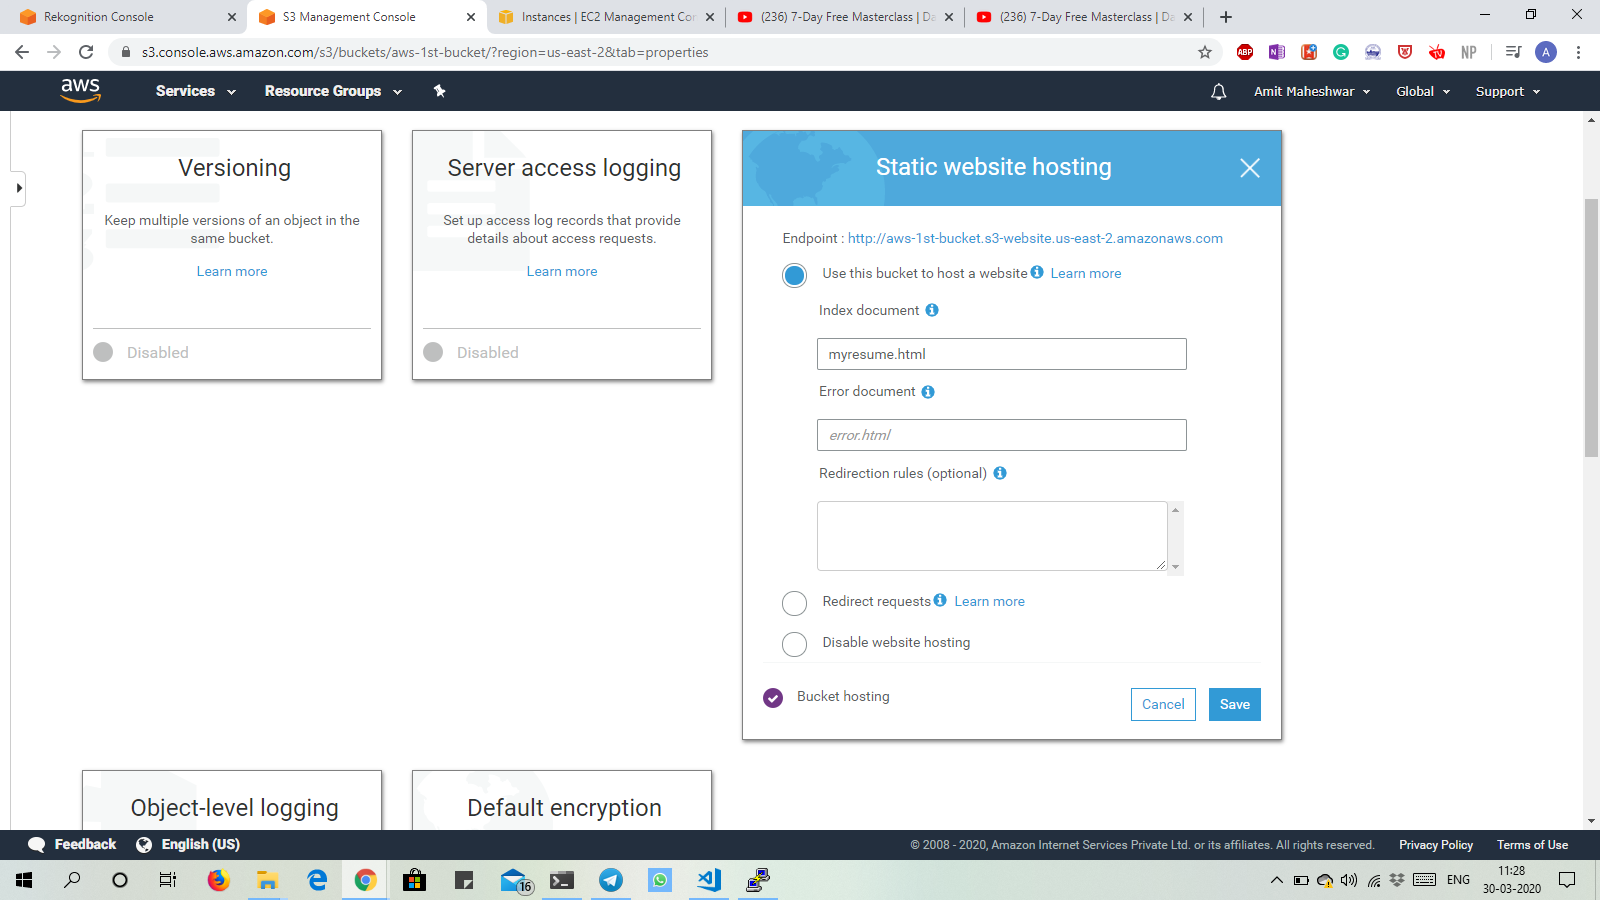 Rekognition Console
S3 Management Console
Instances | EC2 Management Con
(236) 7-Day Free Masterclass | Da
(236) 7-Day Free Masterclass | Da
s3.console.aws.amazon.com/s3/buckets/aws-1st-bucket/?region=us-east-2&tab=properties
ABP
N
G
TV
NP
A
aws
Services
Resource Groups
Amit Maheshwar
Global
Support
Versioning
Keep multiple versions of an object in the
same bucket.
Learn more
Disabled
Server access logging
Set up access log records that provide
details about access requests.
Learn more
Disabled
Static website hosting
Endpoint : http://aws-1st-bucket.s3-website.us-east-2.amazonaws.com
Use this bucket to host a website Learn more
Index document
myresume.html
Error document
error.html
Redirection rules (optional)
Redirect requests Learn more
Disable website hosting
Bucket hosting
Cancel
Save
Object-level logging
Default encryption
Feedback
English (US)
© 2008 - 2020, Amazon Internet Services Private Ltd. or its affiliates. All rights reserved.
Privacy Policy
Terms of Use
16
ENG
11:28
30-03-2020